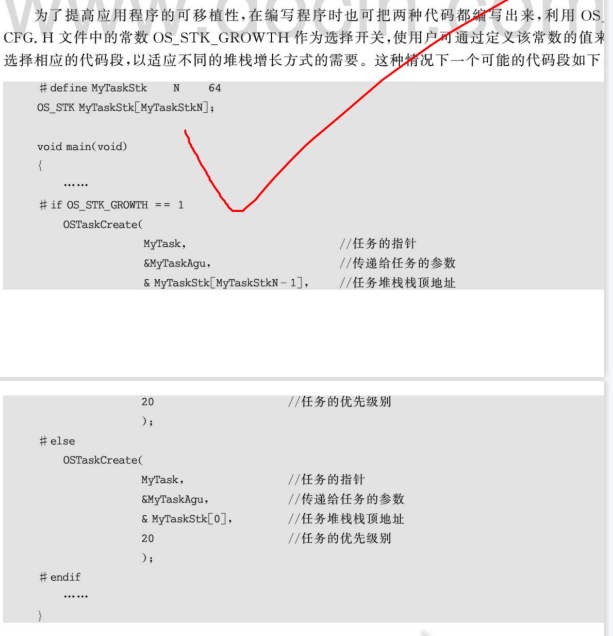 为了提高应用程序的可移植性,在编写程序时也可把两种代码都编写出来,利用 OS_
CFG. H 文件中的常数 OS_STK_GROWTH 作为选择开关,使用户可通过定义该常数的值来
选择相应的代码段,以适应不同的堆栈增长方式的需要。这种情况下一个可能的代码段如下
# define MyTaskStk N 64
OS_STK MyTaskStk[MyTaskStkN];
void main(void)
{
……
# if OS_STK_GROWTH == 1
OSTaskCreate(
MyTask, //任务的指针
&MyTaskAgu, //传递给任务的参数
& MyTaskStk[MyTaskStkN-1], //任务堆栈栈顶地址
20 //任务的优先级别
);
# else
OSTaskCreate(
MyTask, //任务的指针
&MyTaskAgu, //传递给任务的参数
& MyTaskStk[0], //任务堆栈栈顶地址
20 //任务的优先级别
);
# endif
……
}